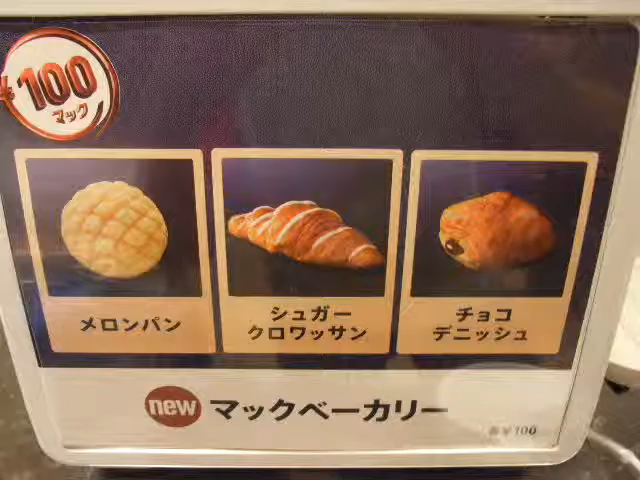 ¥100
マック
メロンパン
シュガー
クロワッサン
チョコ
デニッシュ
new マックベーカリー
各¥100